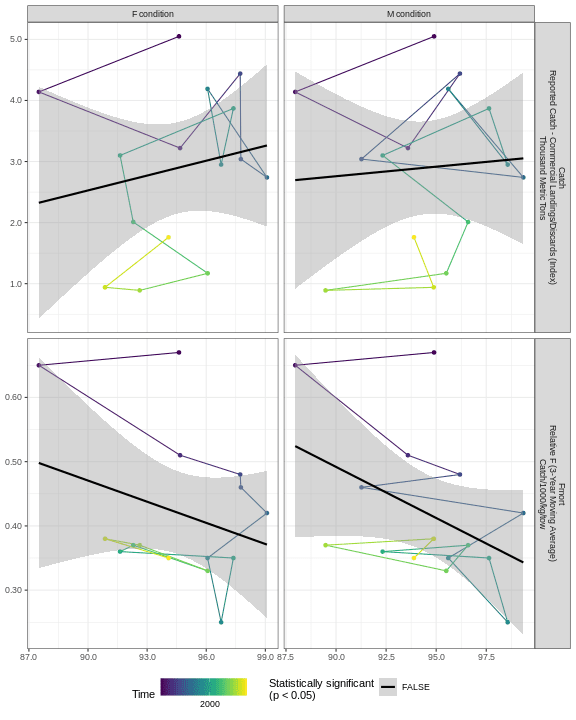 F condition
M condition
5.0
4.0
3.0
2.0
1.0
Catch
Reported Catch - Commercial Landings/Discards (Index)
Thousand Metric Tons
0.60
0.50
0.40
0.30
Fmort
Relative F (3-Year Moving Average)
Catch/1000/kg/tow
87.0
90.0
93.0
96.0
99.0
87.5
90.0
92.5
95.0
97.5
Time
2000
Statistically significant
(p < 0.05)
FALSE